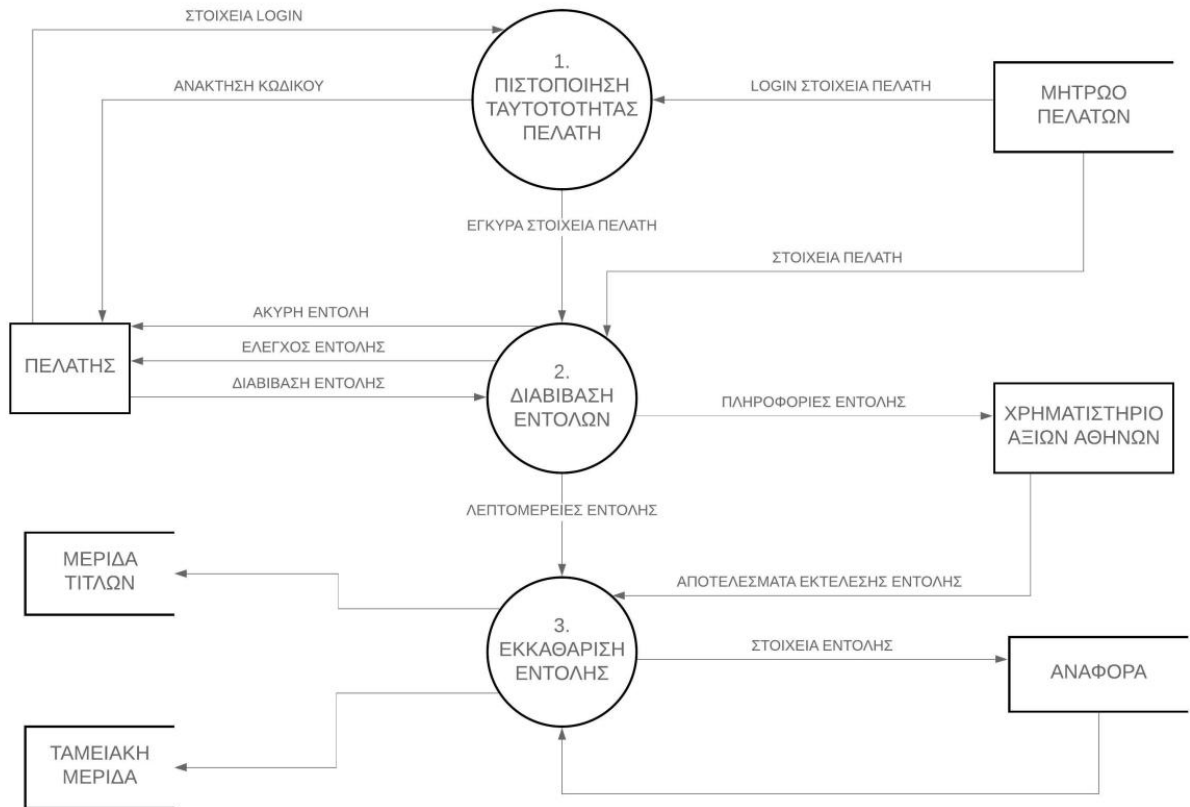 ΣΤΟΙΧΕΙΑ LOGIN
1.
ΠΙΣΤΟΠΟΙΗΣΗ
ΤΑΥΤΟΤΟΤΗΤΑΣ
ΠΕΛΑΤΗ
ΑΝΑΚΤΗΣΗ ΚΩΔΙΚΟΥ
LOGIN ΣΤΟΙΧΕΙΑ ΠΕΛΑΤΗ
ΜΗΤΡΩΟ
ΠΕΛΑΤΩΝ
ΕΓΚΥΡΑ ΣΤΟΙΧΕΙΑ ΠΕΛΑΤΗ
ΣΤΟΙΧΕΙΑ ΠΕΛΑΤΗ
ΑΚΥΡΗ ΕΝΤΟΛΗ
ΕΛΕΓΧΟΣ ΕΝΤΟΛΗΣ
ΔΙΑΒΙΒΑΣΗ ΕΝΤΟΛΗΣ
ΠΕΛΑΤΗΣ
2.
ΔΙΑΒΙΒΑΣΗ
ΕΝΤΟΛΩΝ
ΠΛΗΡΟΦΟΡΙΕΣ ΕΝΤΟΛΗΣ
ΧΡΗΜΑΤΙΣΤΗΡΙΟ
ΑΞΙΩΝ ΑΘΗΝΩΝ
ΛΕΠΤΟΜΕΡΕΙΕΣ ΕΝΤΟΛΗΣ
ΜΕΡΙΔΑ
ΤΙΤΛΩΝ
ΑΠΟΤΕΛΕΣΜΑΤΑ ΕΚΤΕΛΕΣΗΣ ΕΝΤΟΛΗΣ
3.
ΕΚΚΑΘΑΡΙΣΗ
ΕΝΤΟΛΗΣ
ΣΤΟΙΧΕΙΑ ΕΝΤΟΛΗΣ
ΑΝΑΦΟΡΑ
ΤΑΜΕΙΑΚΗ
ΜΕΡΙΔΑ